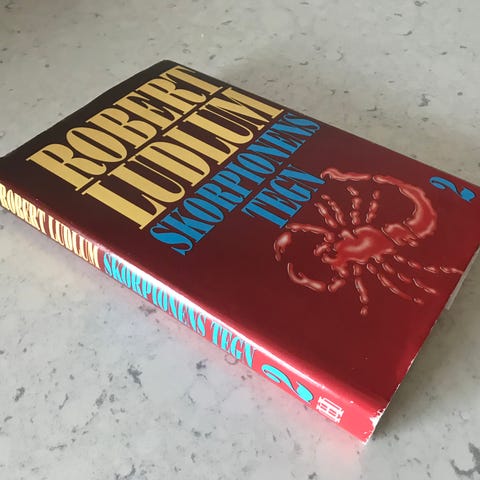 ROBERT
LUDLUM
SKORPIONENS
TEGN
2
ROBERT LUDLUM SKORPIONENS TEGN 2